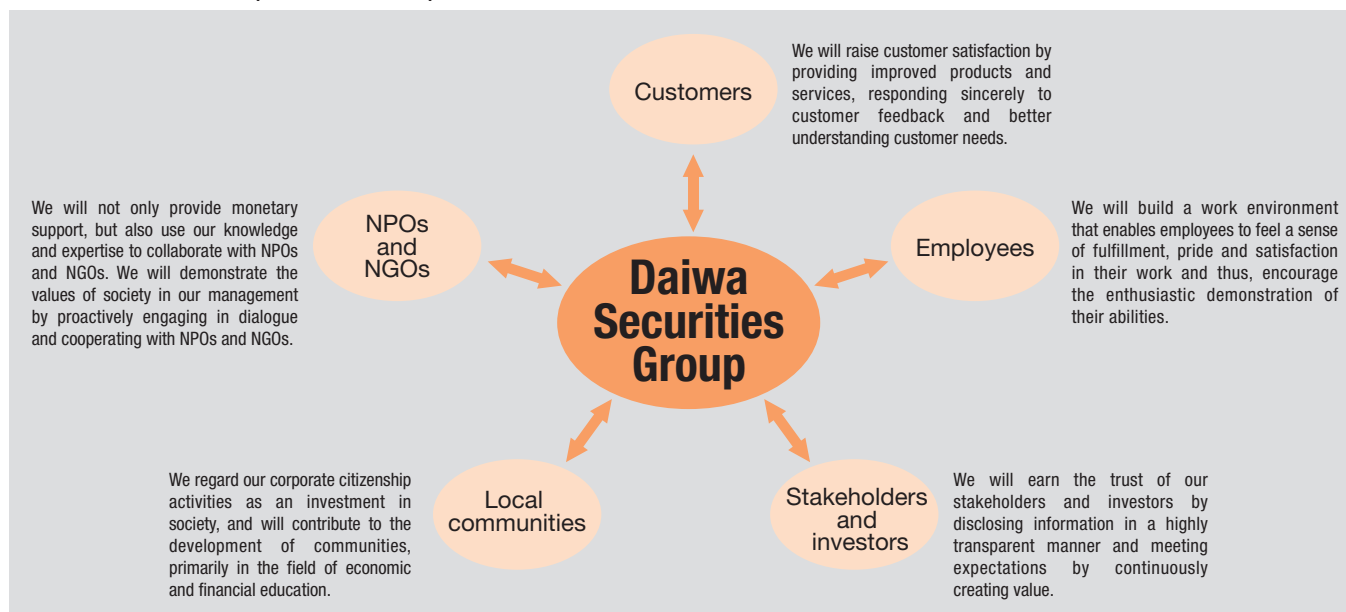 Customers
We will raise customer satisfaction by
providing improved products and
services, responding sincerely to
customer feedback and better
understanding customer needs.
We will not only provide monetary
support, but also use our knowledge
and expertise to collaborate with NPOs
and NGOs. We will demonstrate the
values of society in our management
by proactively engaging in dialogue
and cooperating with NPOs and NGOs.
NPOs
and
NGOs
Daiwa
Securities
Group
Employees
We will build a work environment
that enables employees to feel a sense
of fulfillment, pride and satisfaction
in their work and thus, encourage
the enthusiastic demonstration of
their abilities.
We regard our corporate citizenship
activities as an investment in
society, and will contribute to the
development of communities,
primarily in the field of economic
and financial education.
Local
communities
Stakeholders
and
investors
We will earn the trust of our
stakeholders and investors by
disclosing information in a highly
transparent manner and meeting
expectations by continuously
creating value.